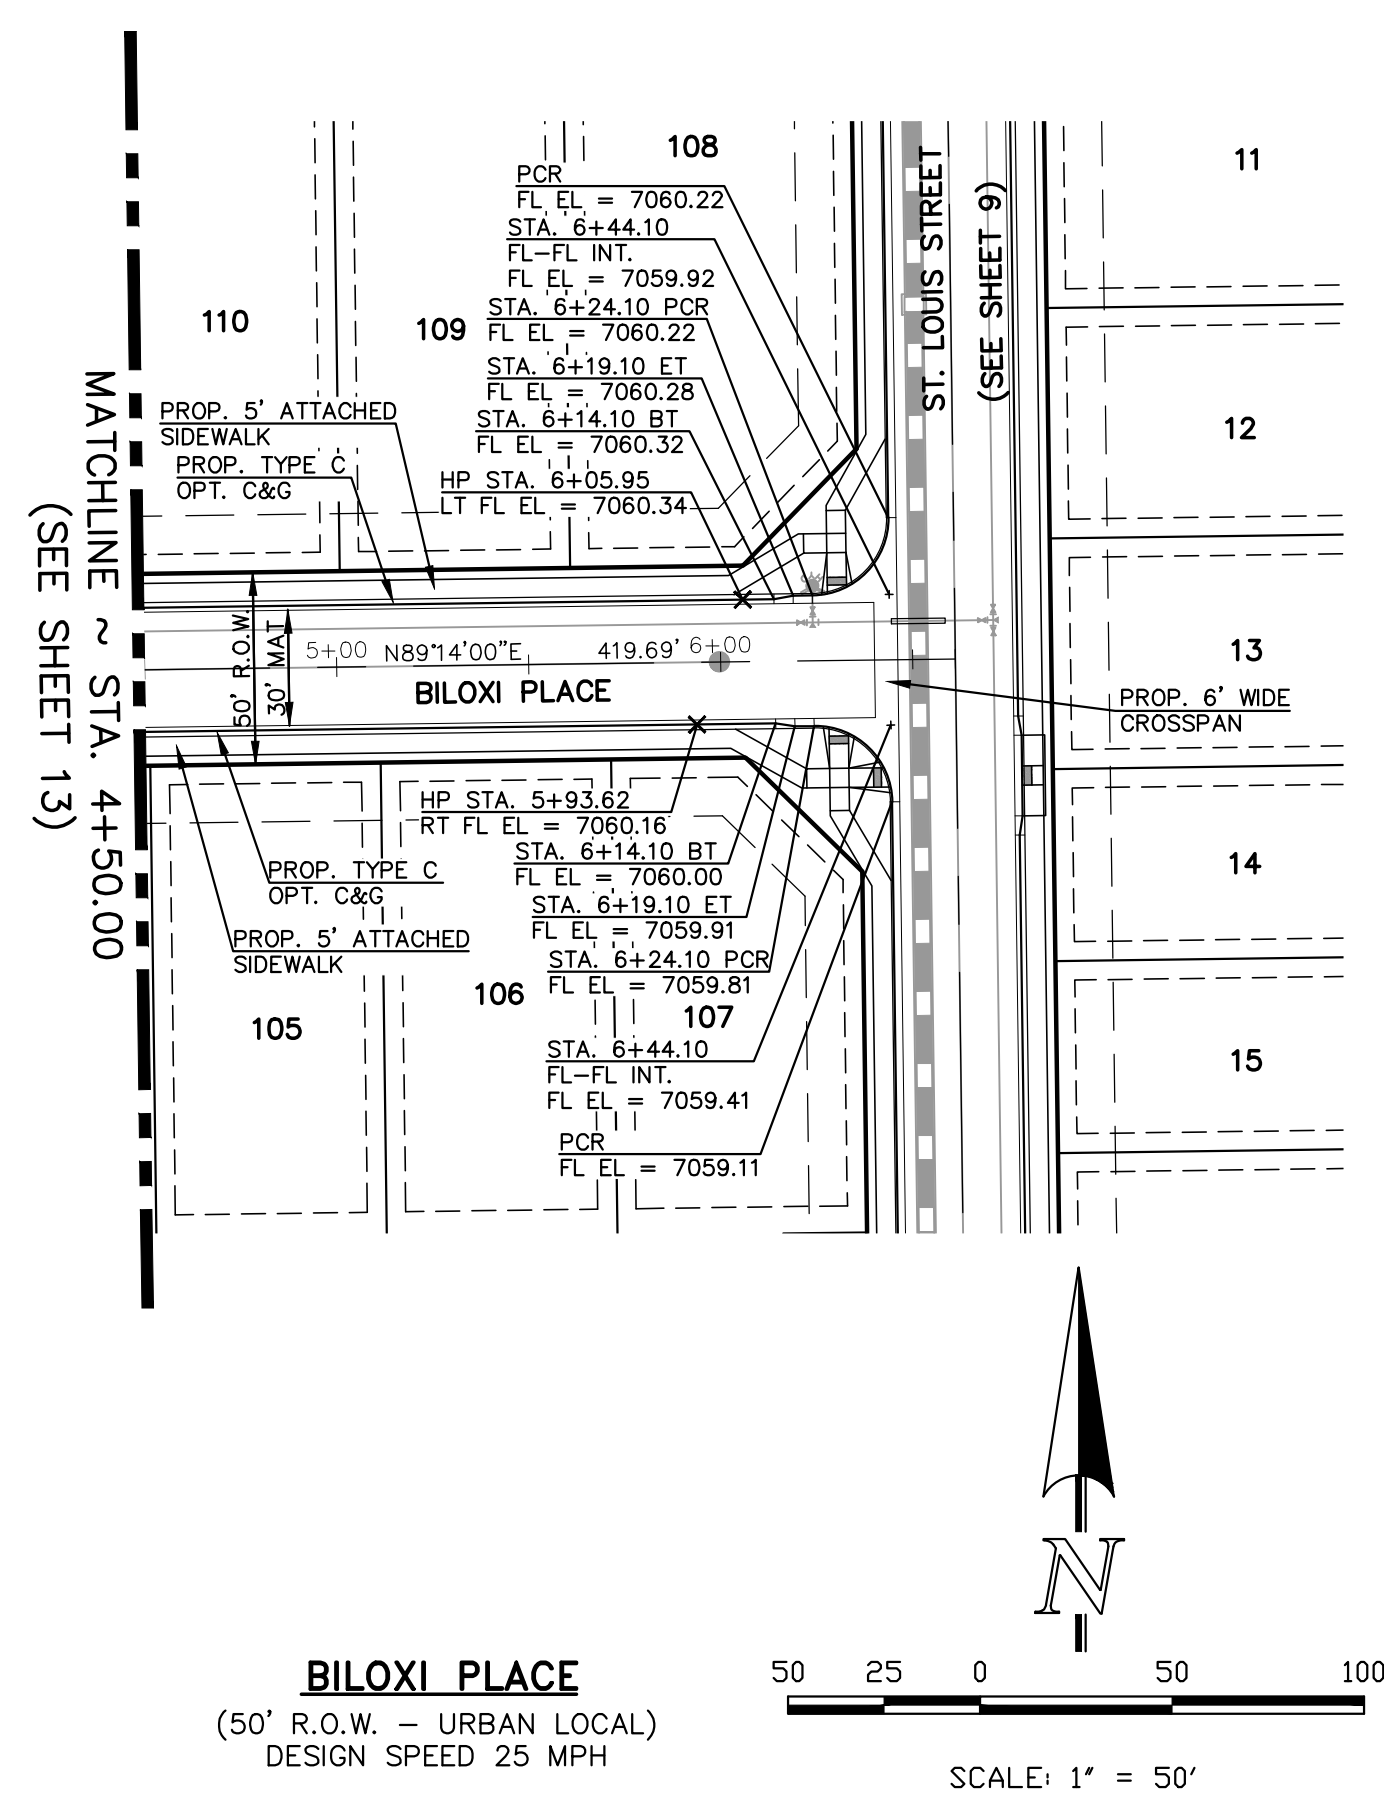 108
11
PCR
FL EL = 7060.22
STA. 6+44.10
FL-FL INT.
FL EL = 7059.92
STA. 6+24.10 PCR
FL EL = 7060.22
STA. 6+19.10 ET
FL EL = 7060.28
STA. 6+14.10 BT
FL EL = 7060.32
HP STA. 6+05.95
LT FL EL = 7060.34
ST. LOUIS STREET
(SEE SHEET 9)
110
109
12
PROP. 5' ATTACHED
SIDEWALK
PROP. TYPE C
OPT. C&G
MATCHLINE ~ STA. 4+50.00
(SEE SHEET 13)
50' R.O.W.
30' MAT
5+00
N89°14'00"E
419.69'
6+00
BILOXI PLACE
13
PROP. 6' WIDE
CROSSPAN
HP STA. 5+93.62
RT FL EL = 7060.16
STA. 6+14.10 BT
FL EL = 7060.00
STA. 6+19.10 ET
FL EL = 7059.91
STA. 6+24.10 PCR
FL EL = 7059.81
STA. 6+44.10
FL-FL INT.
FL EL = 7059.41
PCR
FL EL = 7059.11
PROP. TYPE C
OPT. C&G
PROP. 5' ATTACHED
SIDEWALK
14
106
107
105
15
N
BILOXI PLACE
(50' R.O.W. - URBAN LOCAL)
DESIGN SPEED 25 MPH
50 25 0 50 100
SCALE: 1" = 50'